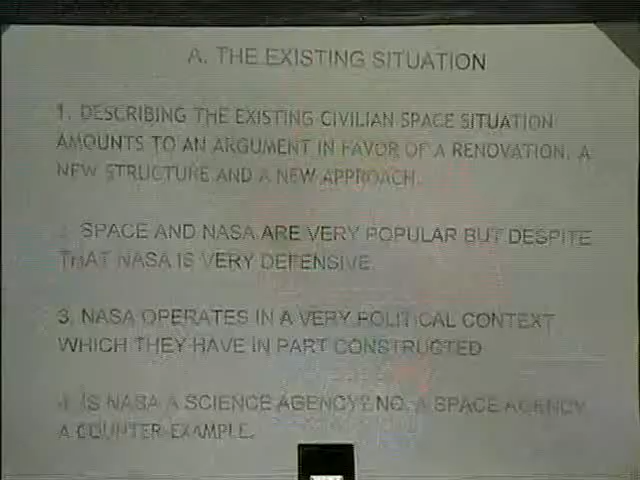 A. THE EXISTING SITUATION
1. DESCRIBING THE EXISTING CIVILIAN SPACE SITUATION
AMOUNTS TO AN ARGUMENT IN FAVOR OF A RENOVATION, A
NEW STRUCTURE AND A NEW APPROACH.
2. SPACE AND NASA ARE VERY POPULAR BUT DESPITE
THAT NASA IS VERY DEFENSIVE.
3. NASA OPERATES IN A VERY POLITICAL CONTEXT
WHICH THEY HAVE IN PART CONSTRUCTED
4. IS NASA A SCIENCE AGENCY? NO. A SPACE AGENCY
A COUNTER-EXAMPLE.